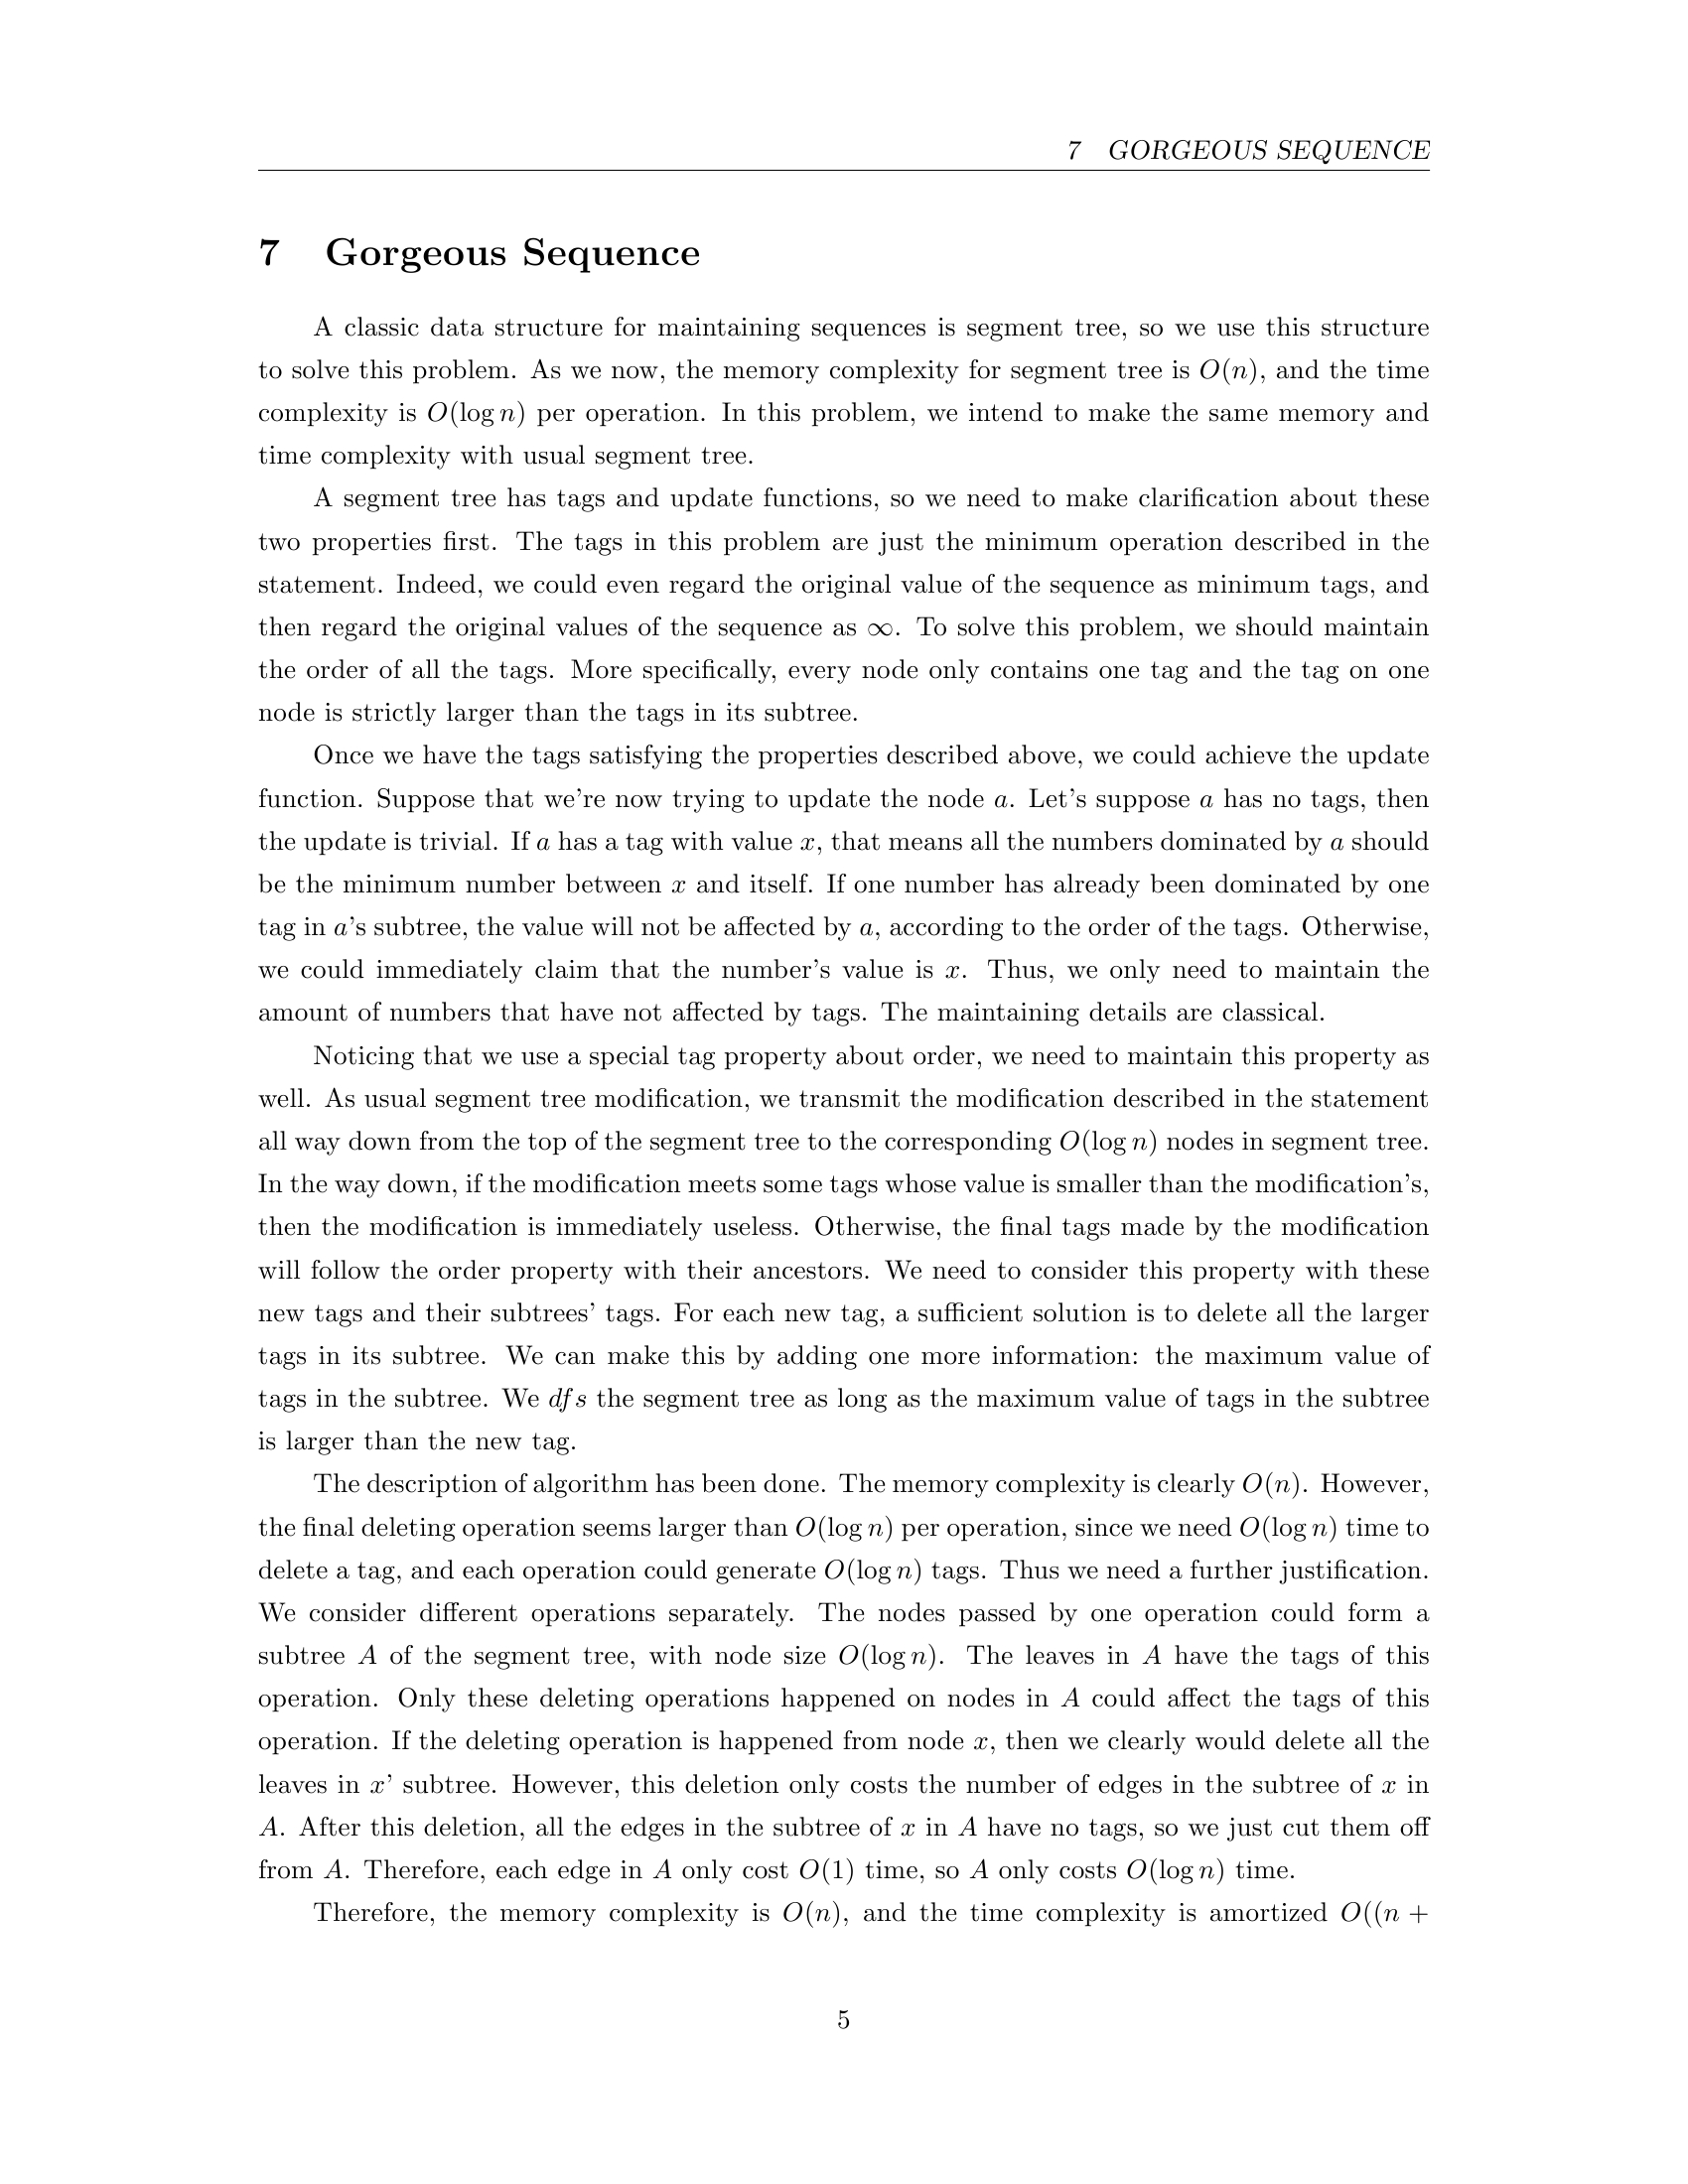 7 GORGEOUS SEQUENCE
7 Gorgeous Sequence
A classic data structure for maintaining sequences is segment tree, so we use this structure
to solve this problem. As we now, the memory complexity for segment tree is O(n), and the time
complexity is O(log n) per operation. In this problem, we intend to make the same memory and
time complexity with usual segment tree.
A segment tree has tags and update functions, so we need to make clarification about these
two properties first. The tags in this problem are just the minimum operation described in the
statement. Indeed, we could even regard the original value of the sequence as minimum tags, and
then regard the original values of the sequence as ∞. To solve this problem, we should maintain
the order of all the tags. More specifically, every node only contains one tag and the tag on one
node is strictly larger than the tags in its subtree.
Once we have the tags satisfying the properties described above, we could achieve the update
function. Suppose that we're now trying to update the node a. Let's suppose a has no tags, then
the update is trivial. If a has a tag with value x, that means all the numbers dominated by a should
be the minimum number between x and itself. If one number has already been dominated by one
tag in a's subtree, the value will not be affected by a, according to the order of the tags. Otherwise,
we could immediately claim that the number's value is x. Thus, we only need to maintain the
amount of numbers that have not affected by tags. The maintaining details are classical.
Noticing that we use a special tag property about order, we need to maintain this property as
well. As usual segment tree modification, we transmit the modification described in the statement
all way down from the top of the segment tree to the corresponding O(log n) nodes in segment tree.
In the way down, if the modification meets some tags whose value is smaller than the modification's,
then the modification is immediately useless. Otherwise, the final tags made by the modification
will follow the order property with their ancestors. We need to consider this property with these
new tags and their subtrees' tags. For each new tag, a sufficient solution is to delete all the larger
tags in its subtree. We can make this by adding one more information: the maximum value of
tags in the subtree. We dfs the segment tree as long as the maximum value of tags in the subtree
is larger than the new tag.
The description of algorithm has been done. The memory complexity is clearly O(n). However,
the final deleting operation seems larger than O(log n) per operation, since we need O(log n) time to
delete a tag, and each operation could generate O(log n) tags. Thus we need a further justification.
We consider different operations separately. The nodes passed by one operation could form a
subtree A of the segment tree, with node size O(log n). The leaves in A have the tags of this
operation. Only these deleting operations happened on nodes in A could affect the tags of this
operation. If the deleting operation is happened from node x, then we clearly would delete all the
leaves in x' subtree. However, this deletion only costs the number of edges in the subtree of x in
A. After this deletion, all the edges in the subtree of x in A have no tags, so we just cut them off
from A. Therefore, each edge in A only cost O(1) time, so A only costs O(log n) time.
Therefore, the memory complexity is O(n), and the time complexity is amortized O((n +
5